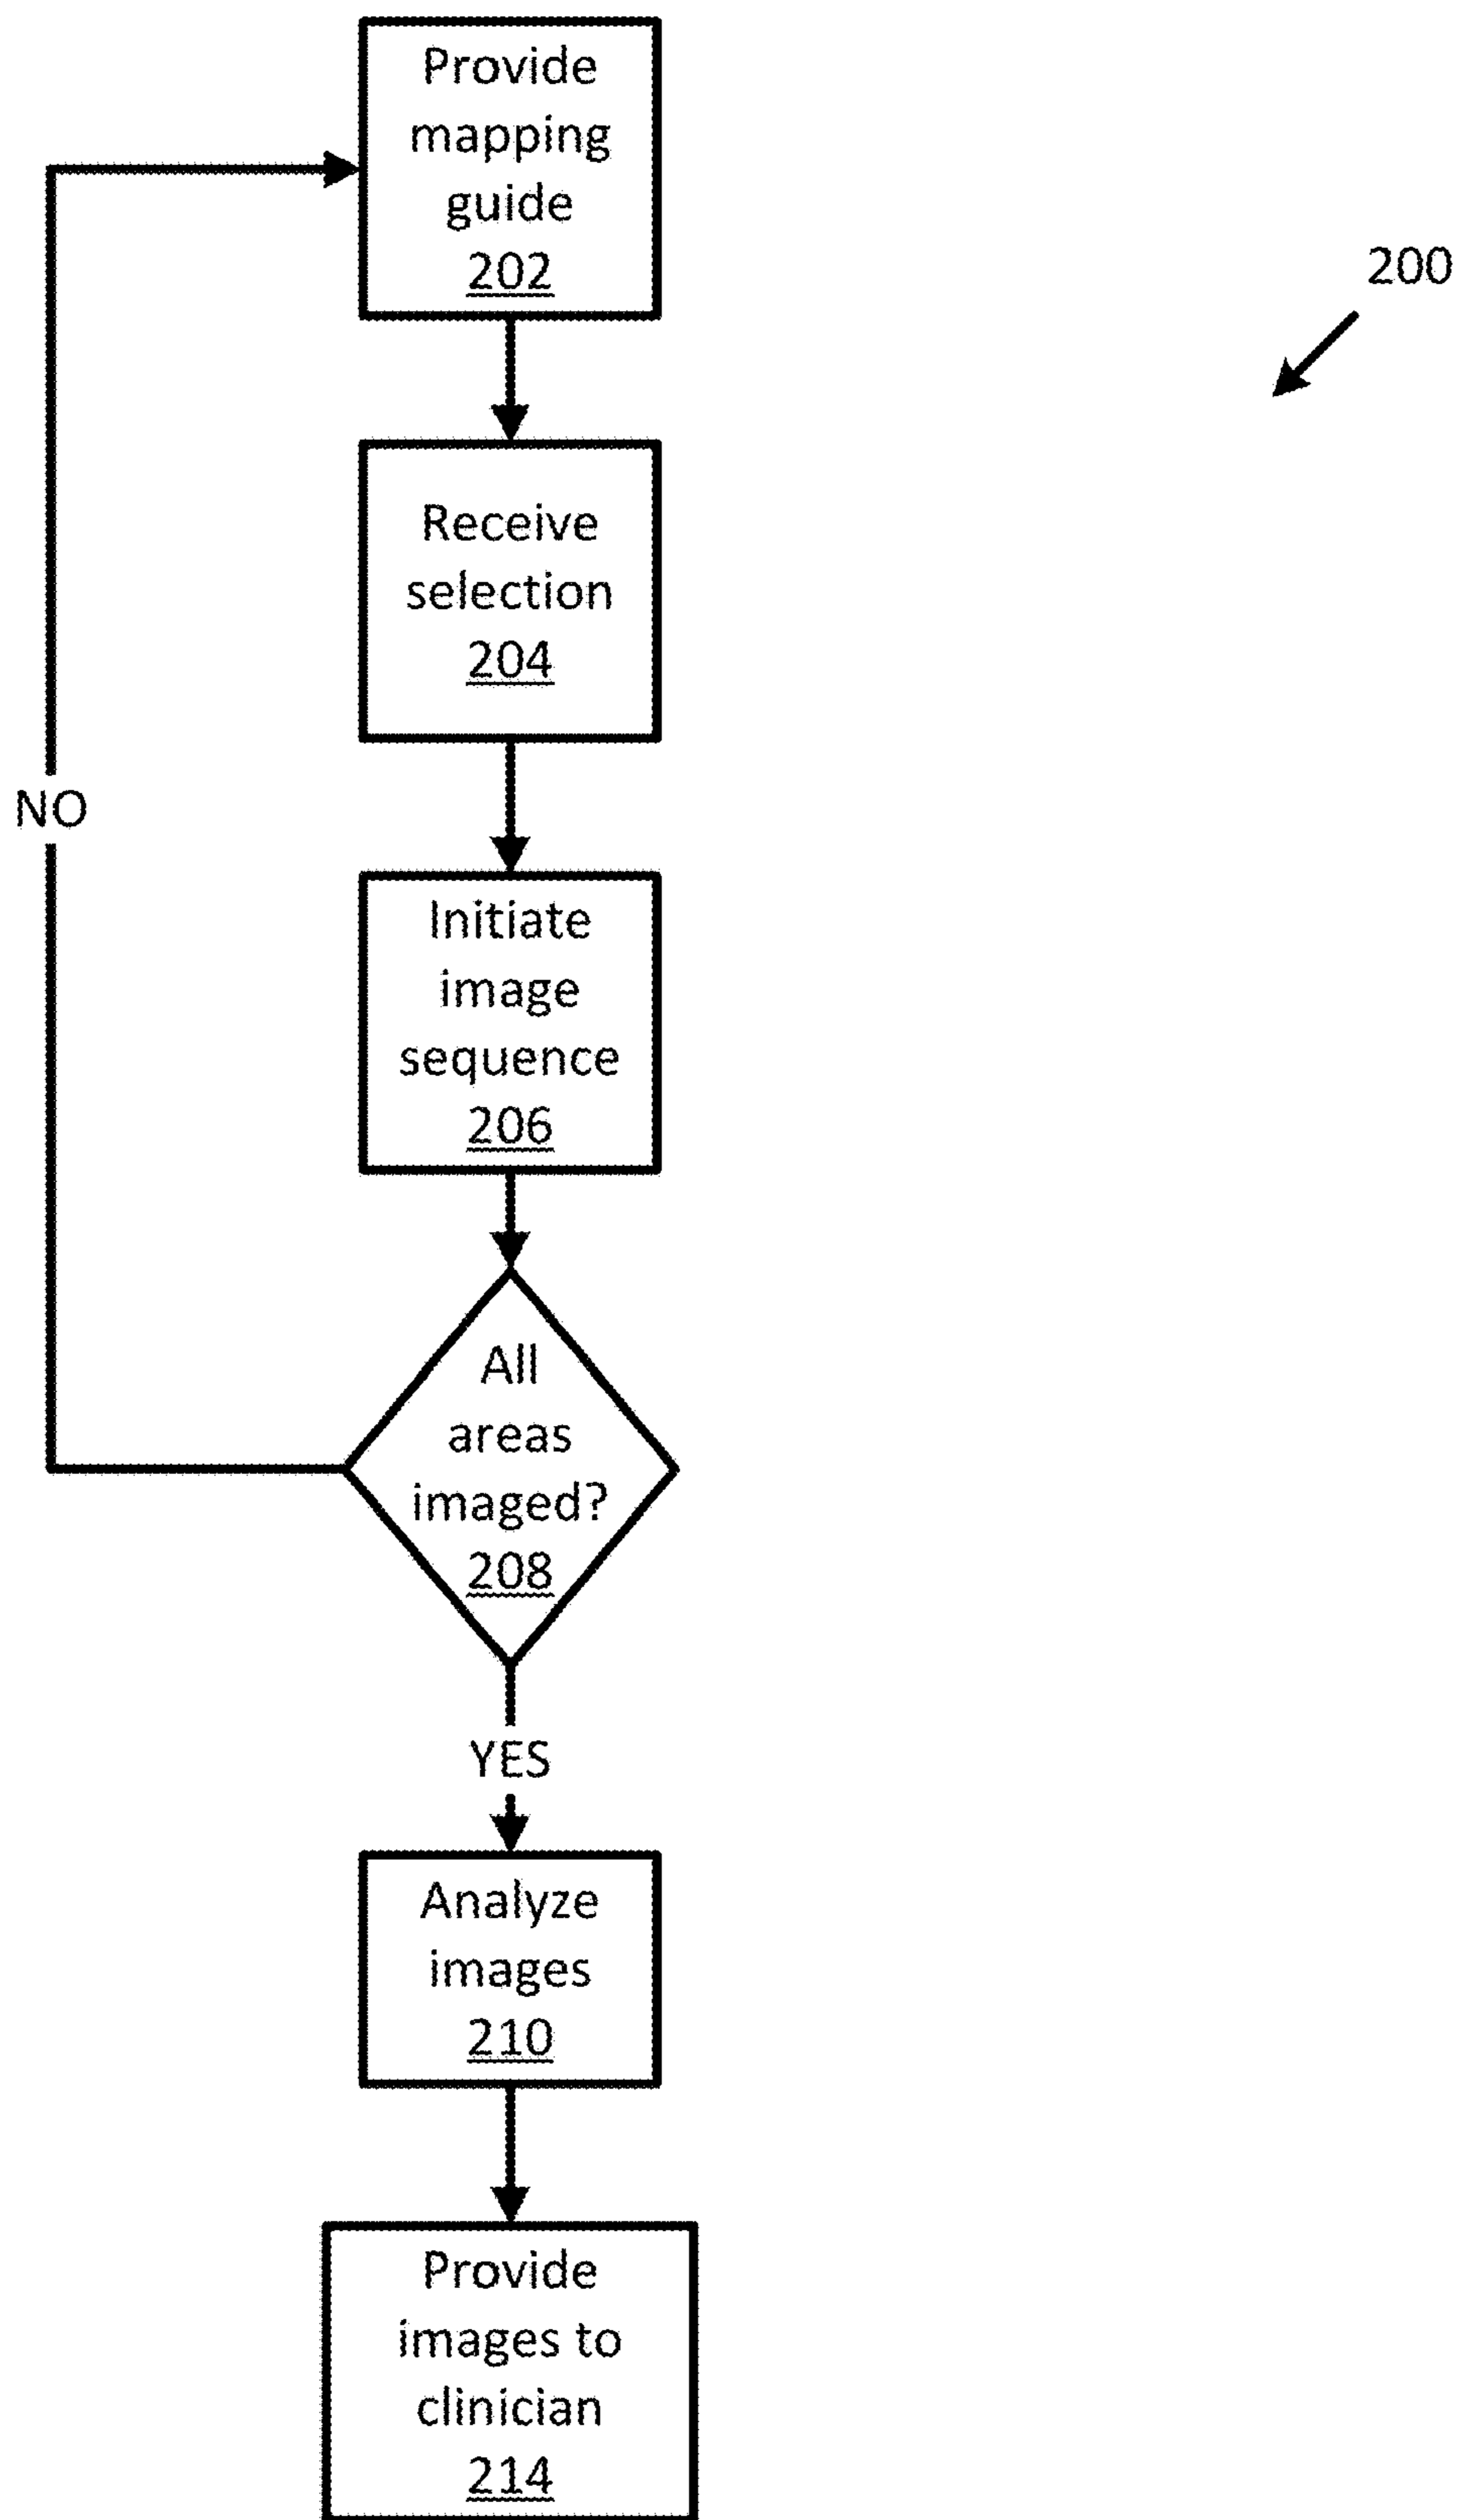 Provide
mapping
guide
202
200
Receive
selection
204
NO
Initiate
image
sequence
206
All
areas
imaged?
208
YES
Analyze
images
210
Provide
images to
clinician
214